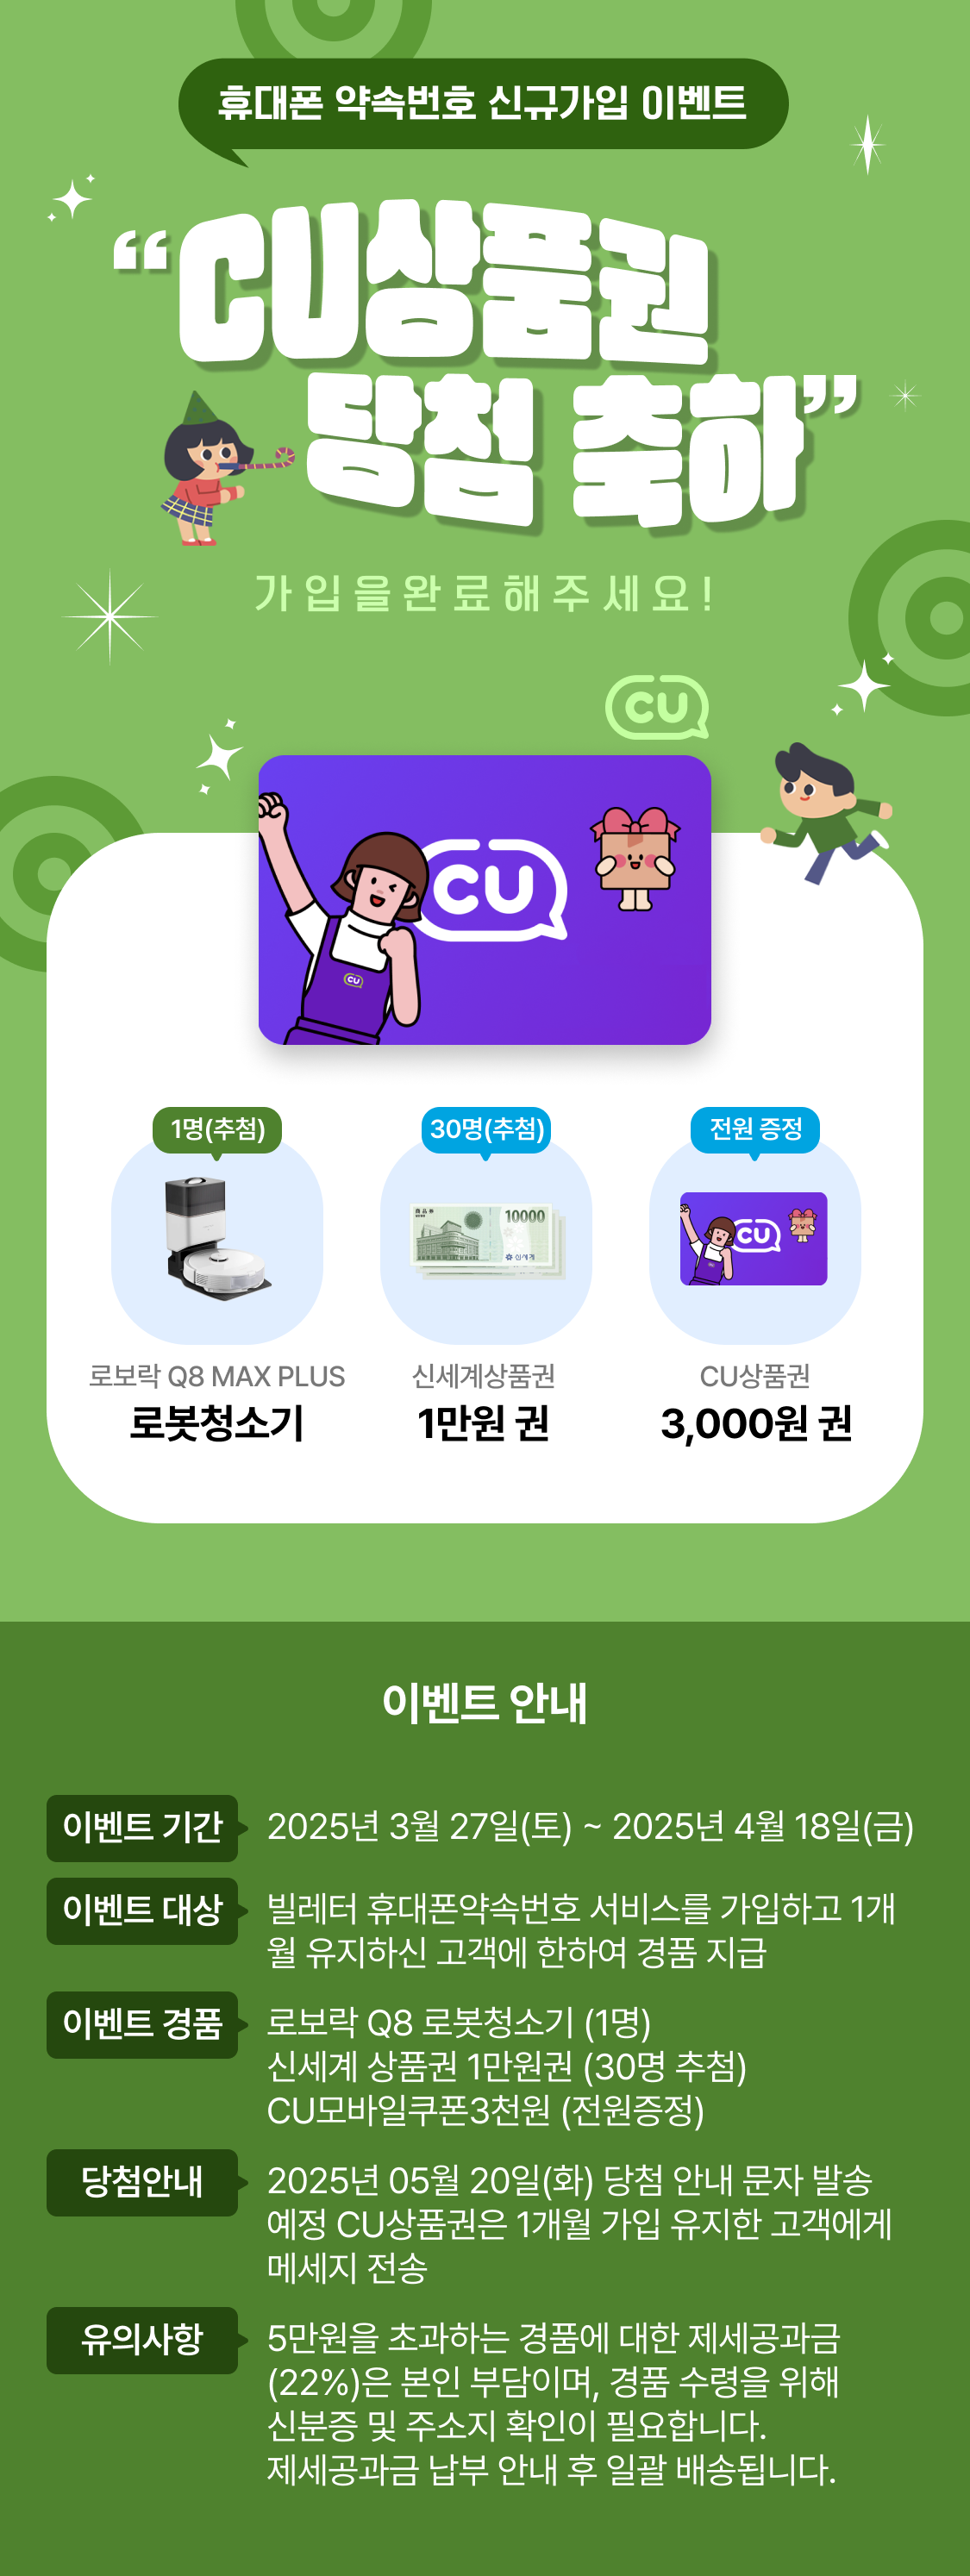 휴대폰 약속번호 신규가입 이벤트
“CU상품권
당첨 축하”
가입을완료해주세요!
CU
CU
CU
1명(추첨)
30명(추첨)
전원 증정
10000
신세계
CU
로보락 Q8 MAX PLUS
신세계상품권
CU상품권
로봇청소기
1만원 권
3,000원 권
이벤트 안내
이벤트 기간
2025년 3월 27일(토) ~ 2025년 4월 18일(금)
이벤트 대상
빌레터 휴대폰약속번호 서비스를 가입하고 1개
월 유지하신 고객에 한하여 경품 지급
이벤트 경품
로보락 Q8 로봇청소기 (1명)
신세계 상품권 1만원권 (30명 추첨)
CU모바일쿠폰3천원 (전원증정)
당첨안내
2025년 05월 20일(화) 당첨 안내 문자 발송
예정 CU상품권은 1개월 가입 유지한 고객에게
메세지 전송
유의사항
5만원을 초과하는 경품에 대한 제세공과금
(22%)은 본인 부담이며, 경품 수령을 위해
신분증 및 주소지 확인이 필요합니다.
제세공과금 납부 안내 후 일괄 배송됩니다.